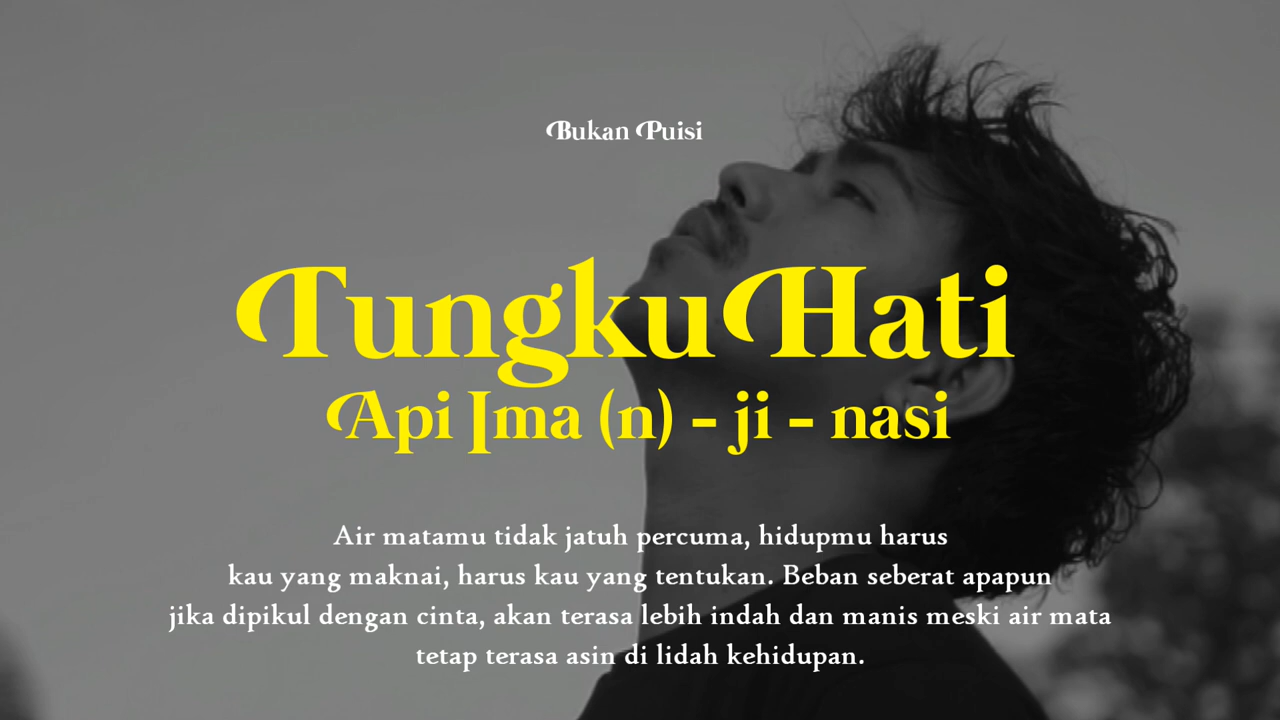 Bukan Puisi
Tungku Hati
Api Ima (n) - ji - nasi
Air matamu tidak jatuh percuma, hidupmu harus
kau yang maknai, harus kau yang tentukan. Beban seberat apapun
jika dipikul dengan cinta, akan terasa lebih indah dan manis meski air mata
tetap terasa asin di lidah kehidupan.